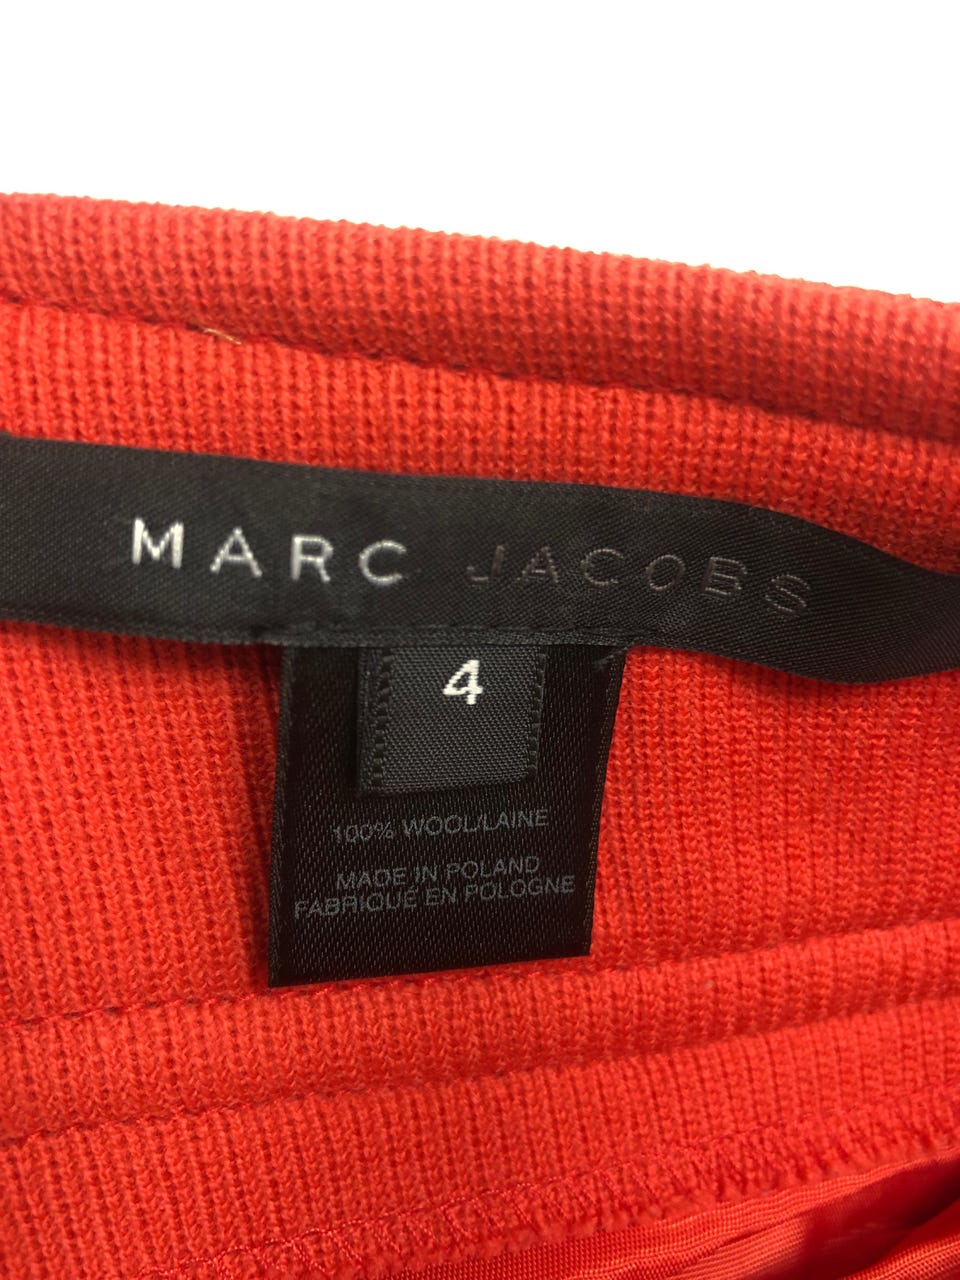 MARC JACOBS
4
100% WOOL/LAINE
MADE IN POLAND
FABRIQUÉ EN POLOGNE